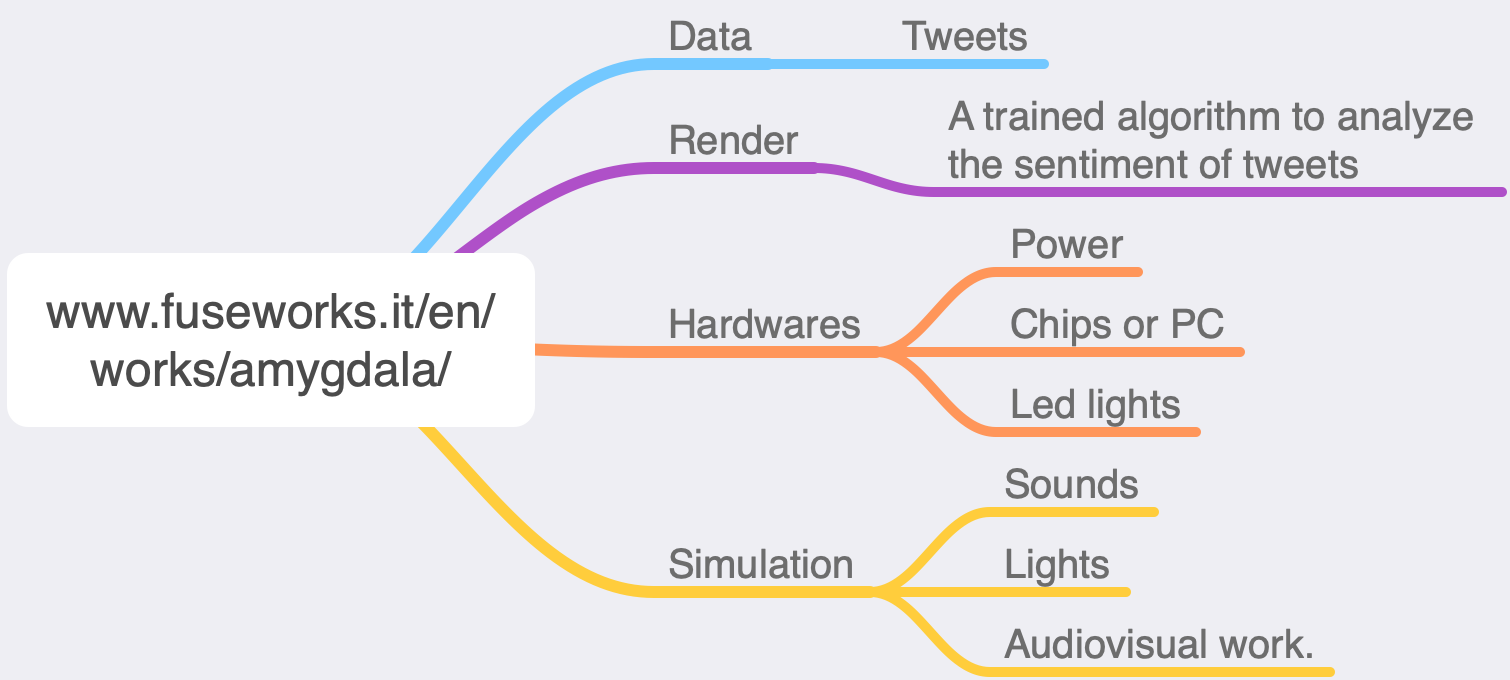 www.fuseworks.it/en/
works/amygdala/
Data
Tweets
Render
A trained algorithm to analyze
the sentiment of tweets
Hardwares
Power
Chips or PC
Led lights
Simulation
Sounds
Lights
Audiovisual work.